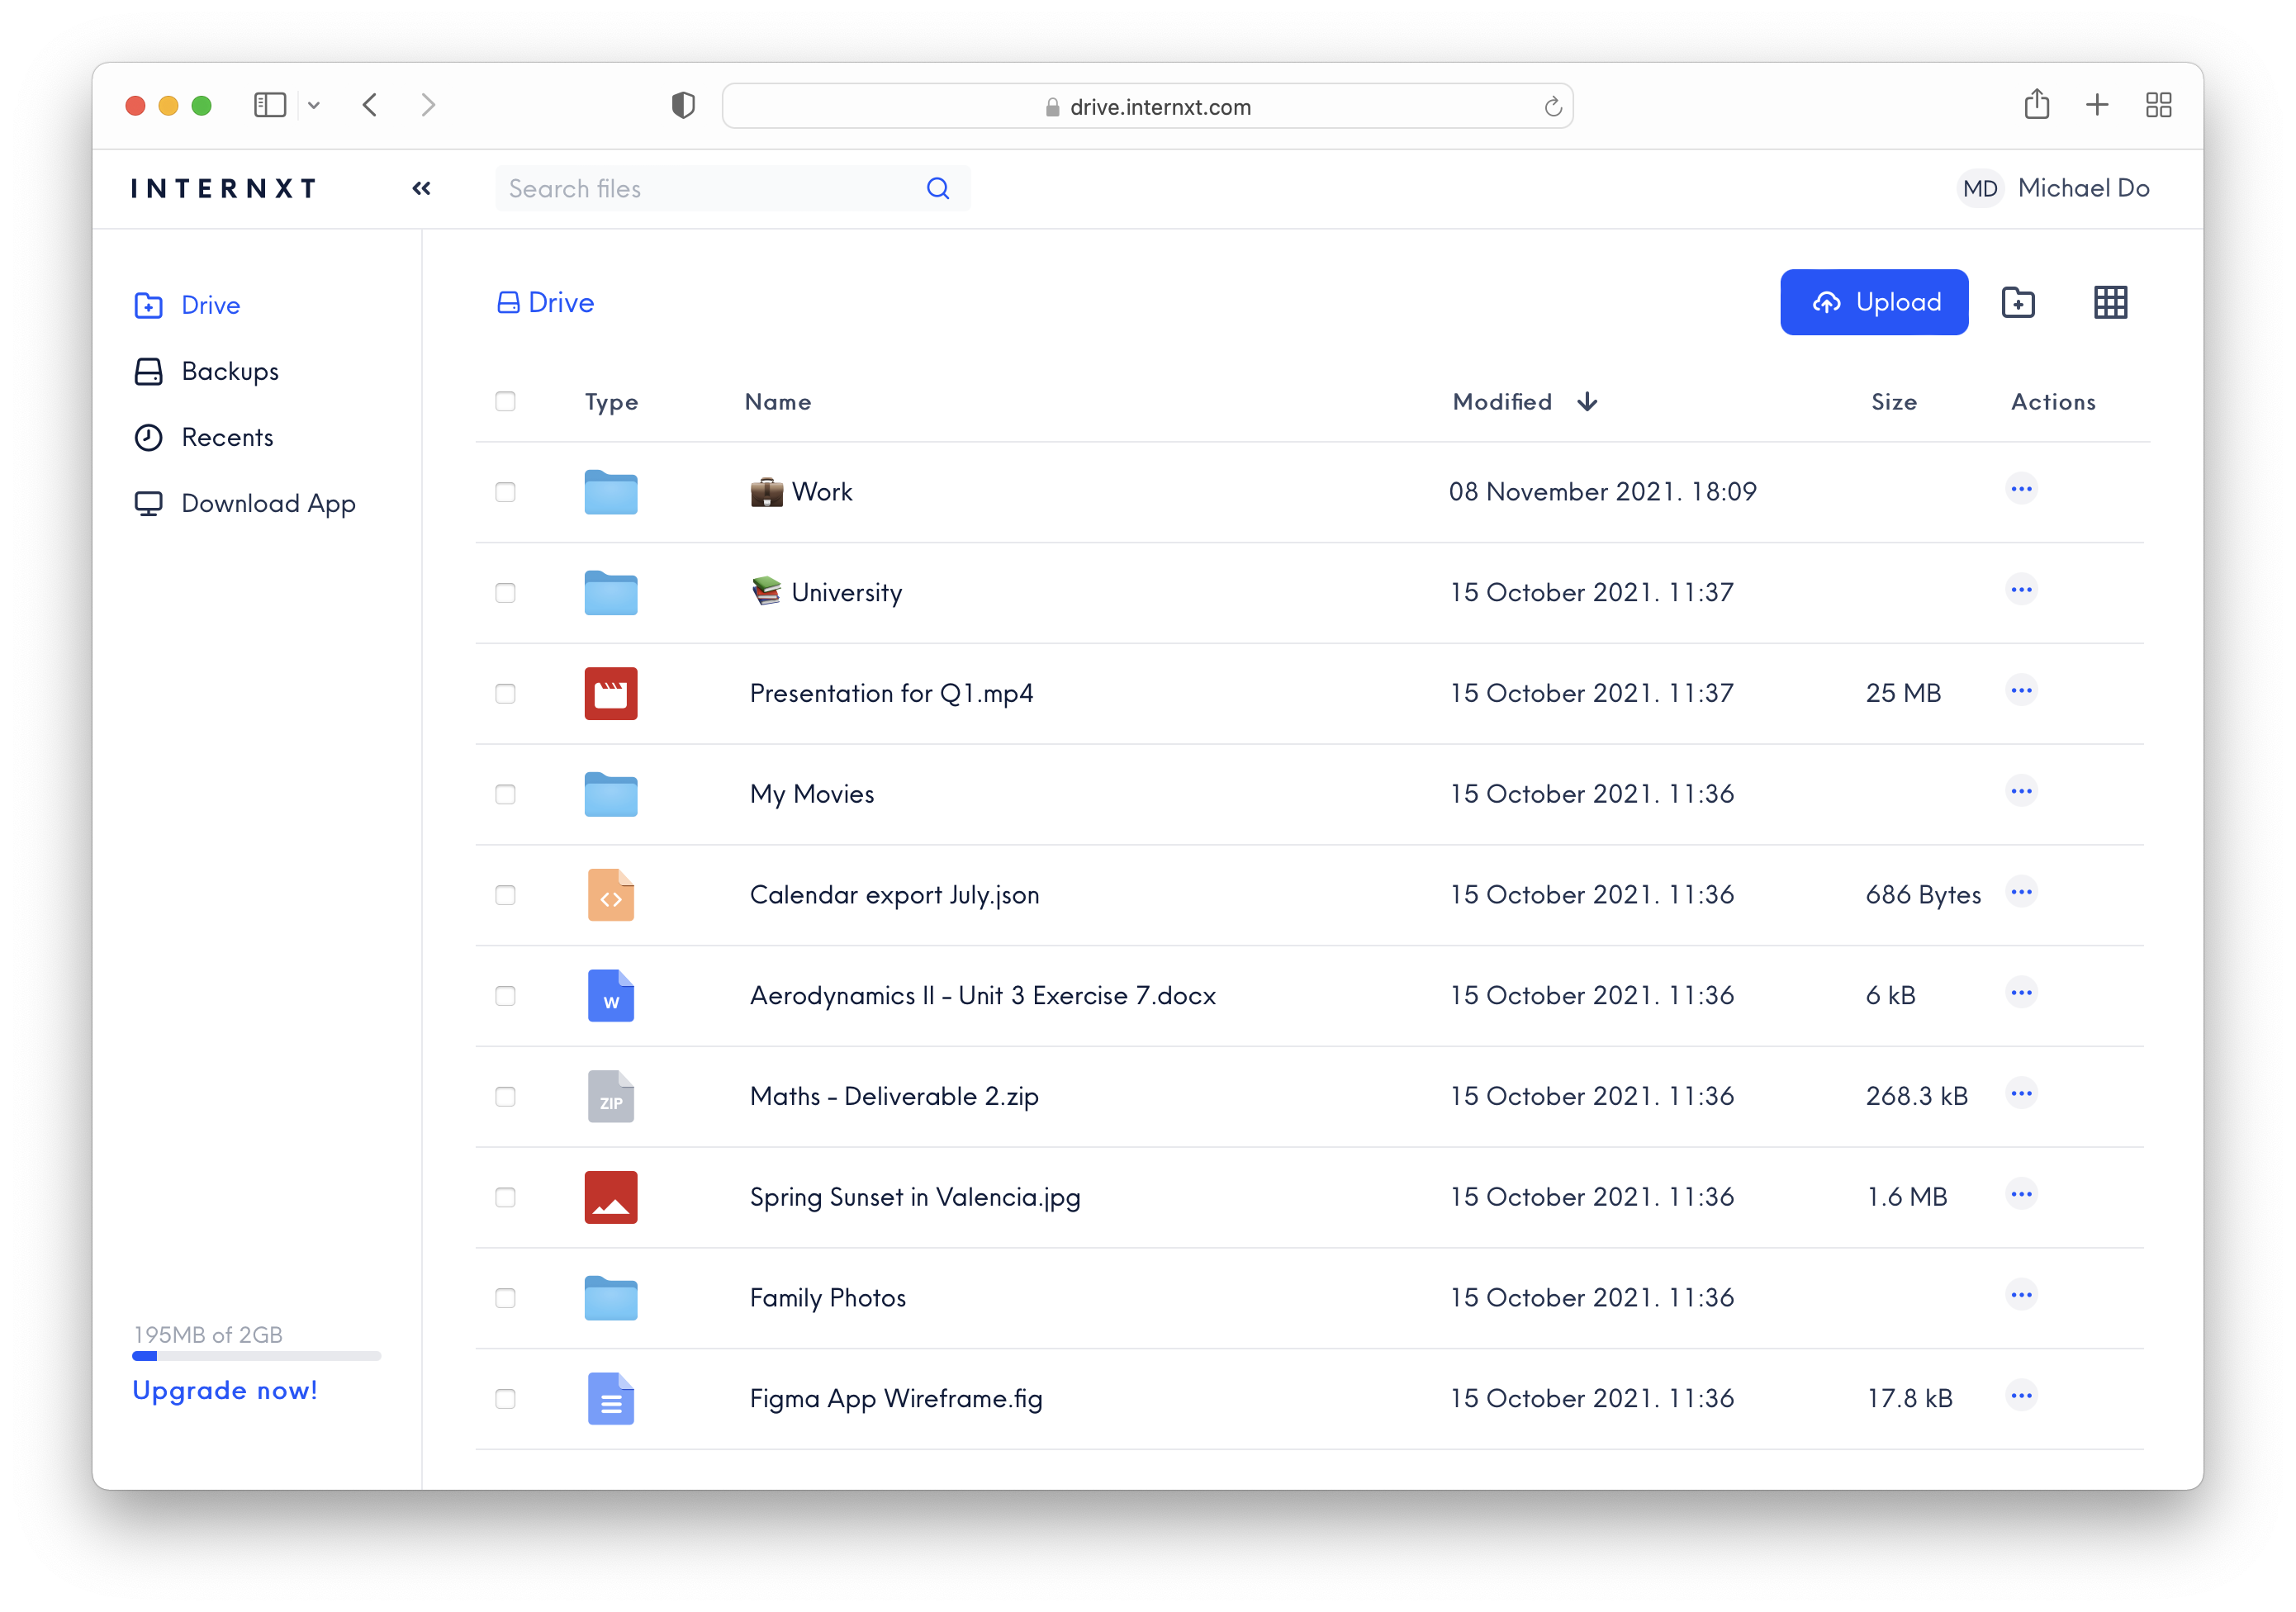 drive.internxt.com
INTERNXT
Search files
MD Michael Do
Drive
Backups
Recents
Download App
195MB of 2GB
Upgrade now!
Drive
Upload
Type Name Modified Size Actions
Work 08 November 2021. 18:09
University 15 October 2021. 11:37
Presentation for Q1.mp4 15 October 2021. 11:37 25 MB
My Movies 15 October 2021. 11:36
Calendar export July.json 15 October 2021. 11:36 686 Bytes
W Aerodynamics II - Unit 3 Exercise 7.docx 15 October 2021. 11:36 6 kB
ZIP Maths - Deliverable 2.zip 15 October 2021. 11:36 268.3 kB
Spring Sunset in Valencia.jpg 15 October 2021. 11:36 1.6 MB
Family Photos 15 October 2021. 11:36
Figma App Wireframe.fig 15 October 2021. 11:36 17.8 kB